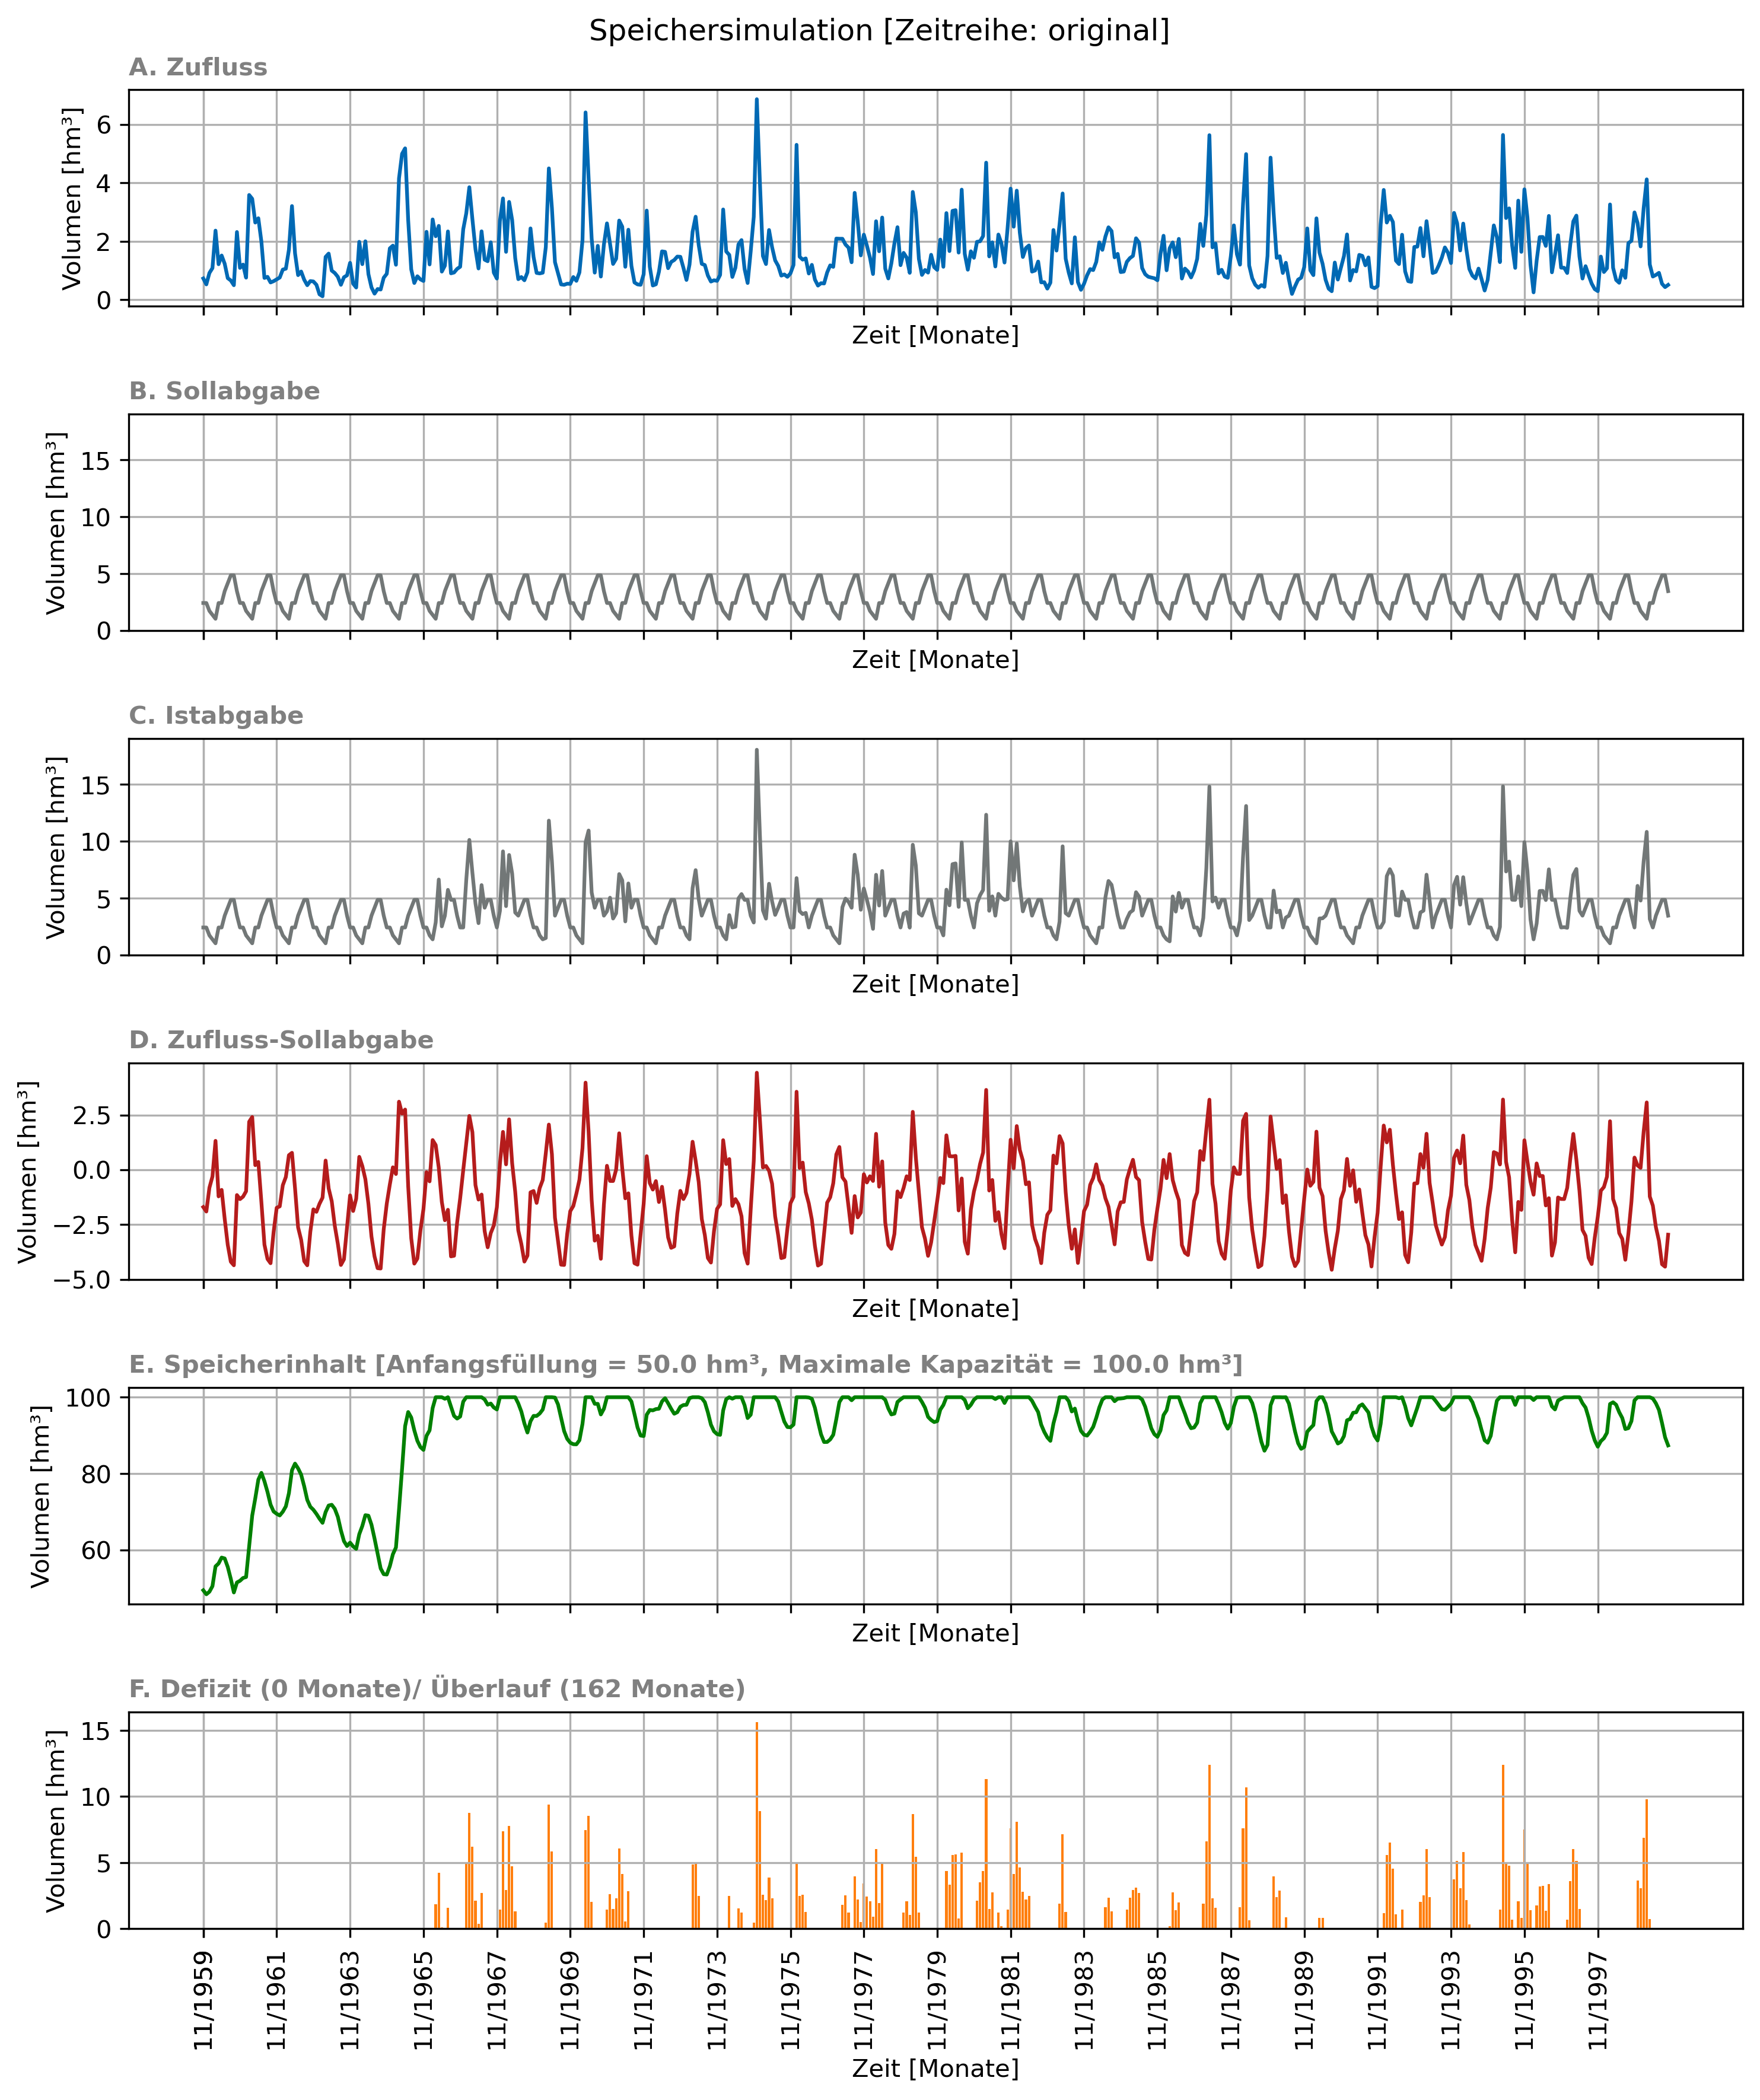 Speichersimulation [Zeitreihe: original]
A. Zufluss
Volumen [hm³]
6
4
2
0
Zeit [Monate]
B. Sollabgabe
Volumen [hm³]
15
10
5
0
Zeit [Monate]
C. Istabgabe
Volumen [hm³]
15
10
5
0
Zeit [Monate]
D. Zufluss-Sollabgabe
Volumen [hm³]
2.5
0.0
−2.5
−5.0
Zeit [Monate]
E. Speicherinhalt [Anfangsfüllung = 50.0 hm³, Maximale Kapazität = 100.0 hm³]
Volumen [hm³]
100
80
60
Zeit [Monate]
F. Defizit (0 Monate)/ Überlauf (162 Monate)
Volumen [hm³]
15
10
5
0
11/1959
11/1961
11/1963
11/1965
11/1967
11/1969
11/1971
11/1973
11/1975
11/1977
11/1979
11/1981
11/1983
11/1985
11/1987
11/1989
11/1991
11/1993
11/1995
11/1997
Zeit [Monate]